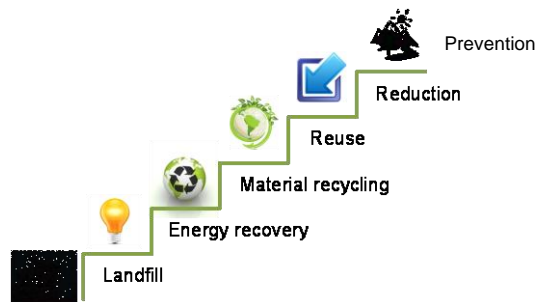 Prevention
Reduction
Reuse
Material recycling
Energy recovery
Landfill